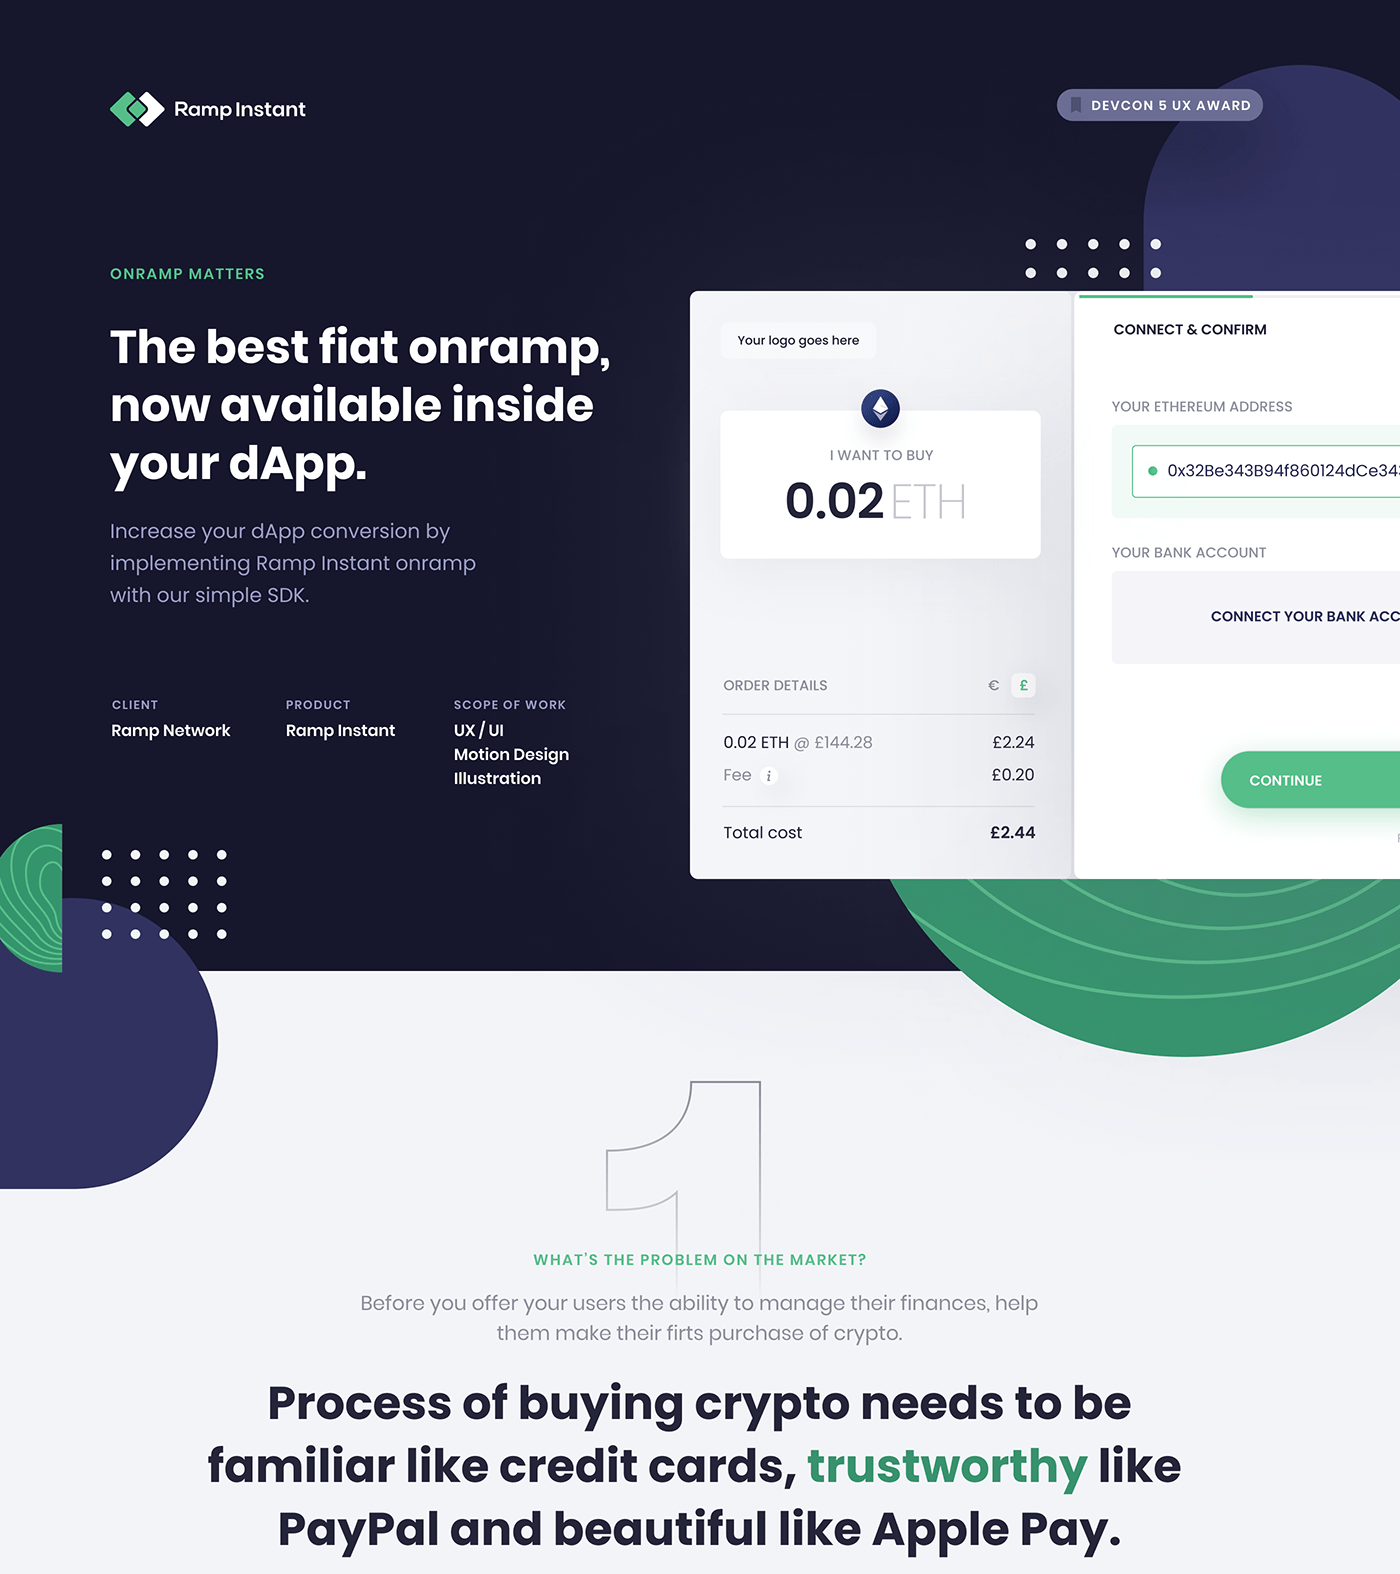 Ramp Instant
DEVCON 5 UX AWARD
ONRAMP MATTERS
The best fiat onramp,
now available inside
your dApp.
Increase your dApp conversion by
implementing Ramp Instant onramp
with our simple SDK.
CLIENT
Ramp Network
PRODUCT
Ramp Instant
SCOPE OF WORK
UX / UI
Motion Design
Illustration
Your logo goes here
I WANT TO BUY
0.02 ETH
ORDER DETAILS € £
0.02 ETH @ £144.28 £2.24
Fee i £0.20
Total cost £2.44
CONNECT & CONFIRM
YOUR ETHEREUM ADDRESS
0x32Be343B94f860124dCe34
YOUR BANK ACCOUNT
CONNECT YOUR BANK ACC
CONTINUE
1
WHAT'S THE PROBLEM ON THE MARKET?
Before you offer your users the ability to manage their finances, help
them make their firts purchase of crypto.
Process of buying crypto needs to be
familiar like credit cards, trustworthy like
PayPal and beautiful like Apple Pay.